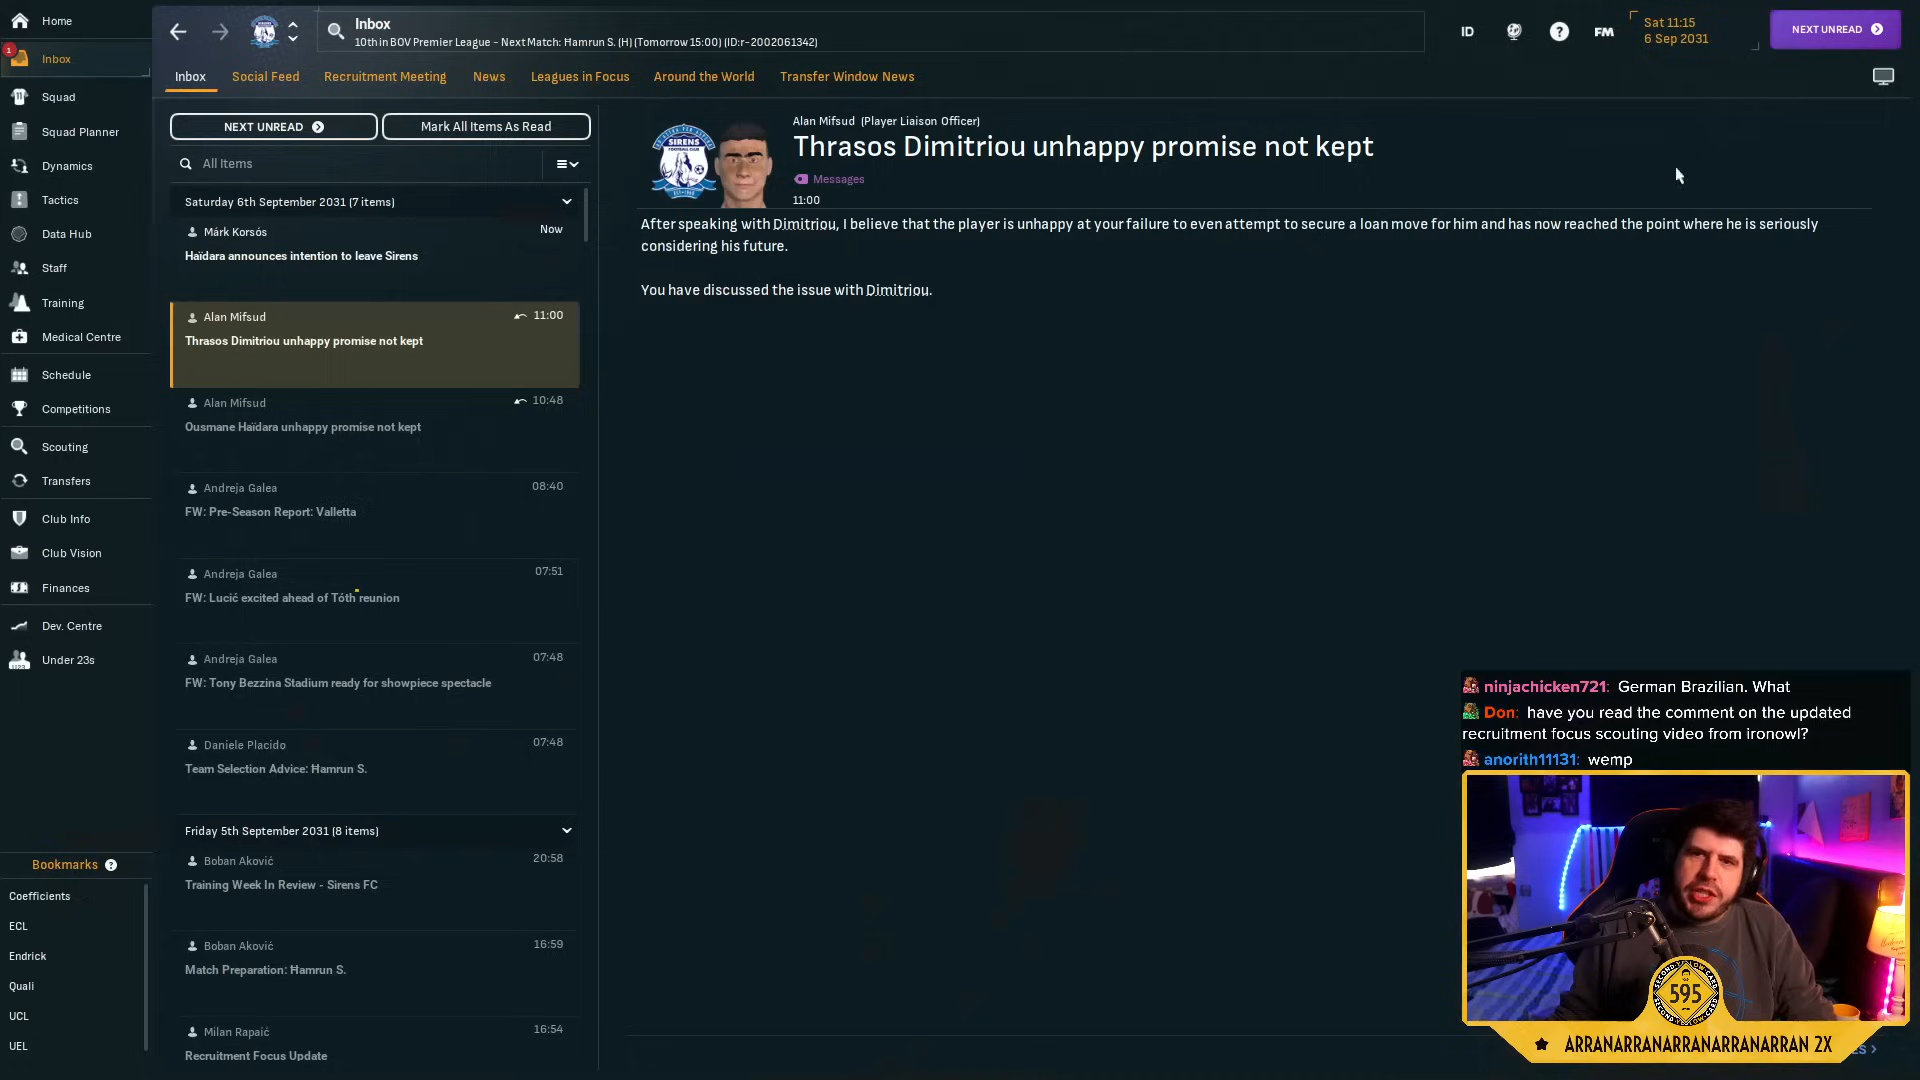 Home
Inbox
10th in BOV Premier League - Next Match: Ħamrun S. (H) (Tomorrow 15:00) (ID:r-2002061342)
ID
FM
Sat 11:15
6 Sep 2031
NEXT UNREAD
1
Inbox
Squad
Squad Planner
Dynamics
Tactics
Data Hub
Staff
Training
Medical Centre
Schedule
Competitions
Scouting
Transfers
Club Info
Club Vision
Finances
Dev. Centre
Under 23s
Bookmarks
Coefficients
ECL
Endrick
Quali
UCL
UEL
Inbox Social Feed Recruitment Meeting News Leagues in Focus Around the World Transfer Window News
NEXT UNREAD
Mark All Items As Read
All Items
Saturday 6th September 2031 (7 items)
Márk Korsós Now
Haïdara announces intention to leave Sirens
Alan Mifsud 11:00
Thrasos Dimitriou unhappy promise not kept
Alan Mifsud 10:48
Ousmane Haïdara unhappy promise not kept
Andreja Galea 08:40
FW: Pre-Season Report: Valletta
Andreja Galea 07:51
FW: Lucić excited ahead of Tóth reunion
Andreja Galea 07:48
FW: Tony Bezzina Stadium ready for showpiece spectacle
Daniele Placido 07:48
Team Selection Advice: Ħamrun S.
Friday 5th September 2031 (8 items)
Boban Aković 20:58
Training Week In Review - Sirens FC
Boban Aković 16:59
Match Preparation: Ħamrun S.
Milan Rapaić 16:54
Recruitment Focus Update
SIRENS
Alan Mifsud (Player Liaison Officer)
Thrasos Dimitriou unhappy promise not kept
Messages
11:00
After speaking with Dimitriou, I believe that the player is unhappy at your failure to even attempt to secure a loan move for him and has now reached the point where he is seriously
considering his future.
You have discussed the issue with Dimitriou.
ninjachicken721: German Brazilian. What
Don: have you read the comment on the updated
recruitment focus scouting video from ironowl?
anorith11131: wemp
595
ARRANARRANARRANARRANARRAN 2X